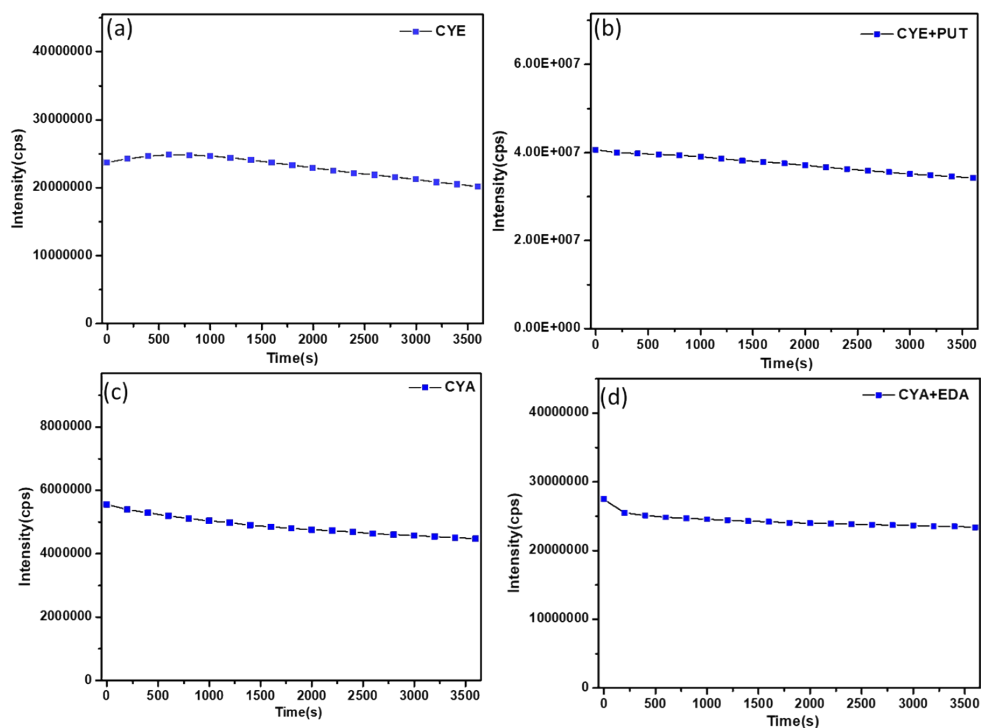 (a)
CYE
40000000
30000000
20000000
10000000
0
Intensity(cps)
0 500 1000 1500 2000 2500 3000 3500
Time(s)
(b)
CYE+PUT
6.00E+007
4.00E+007
2.00E+007
0.00E+000
Intensity(cps)
0 500 1000 1500 2000 2500 3000 3500
Time(s)
(c)
CYA
8000000
6000000
4000000
2000000
0
Intensity(cps)
0 500 1000 1500 2000 2500 3000 3500
Time(s)
(d)
CYA+EDA
40000000
30000000
20000000
10000000
0
Intensity(cps)
0 500 1000 1500 2000 2500 3000 3500
Time(s)